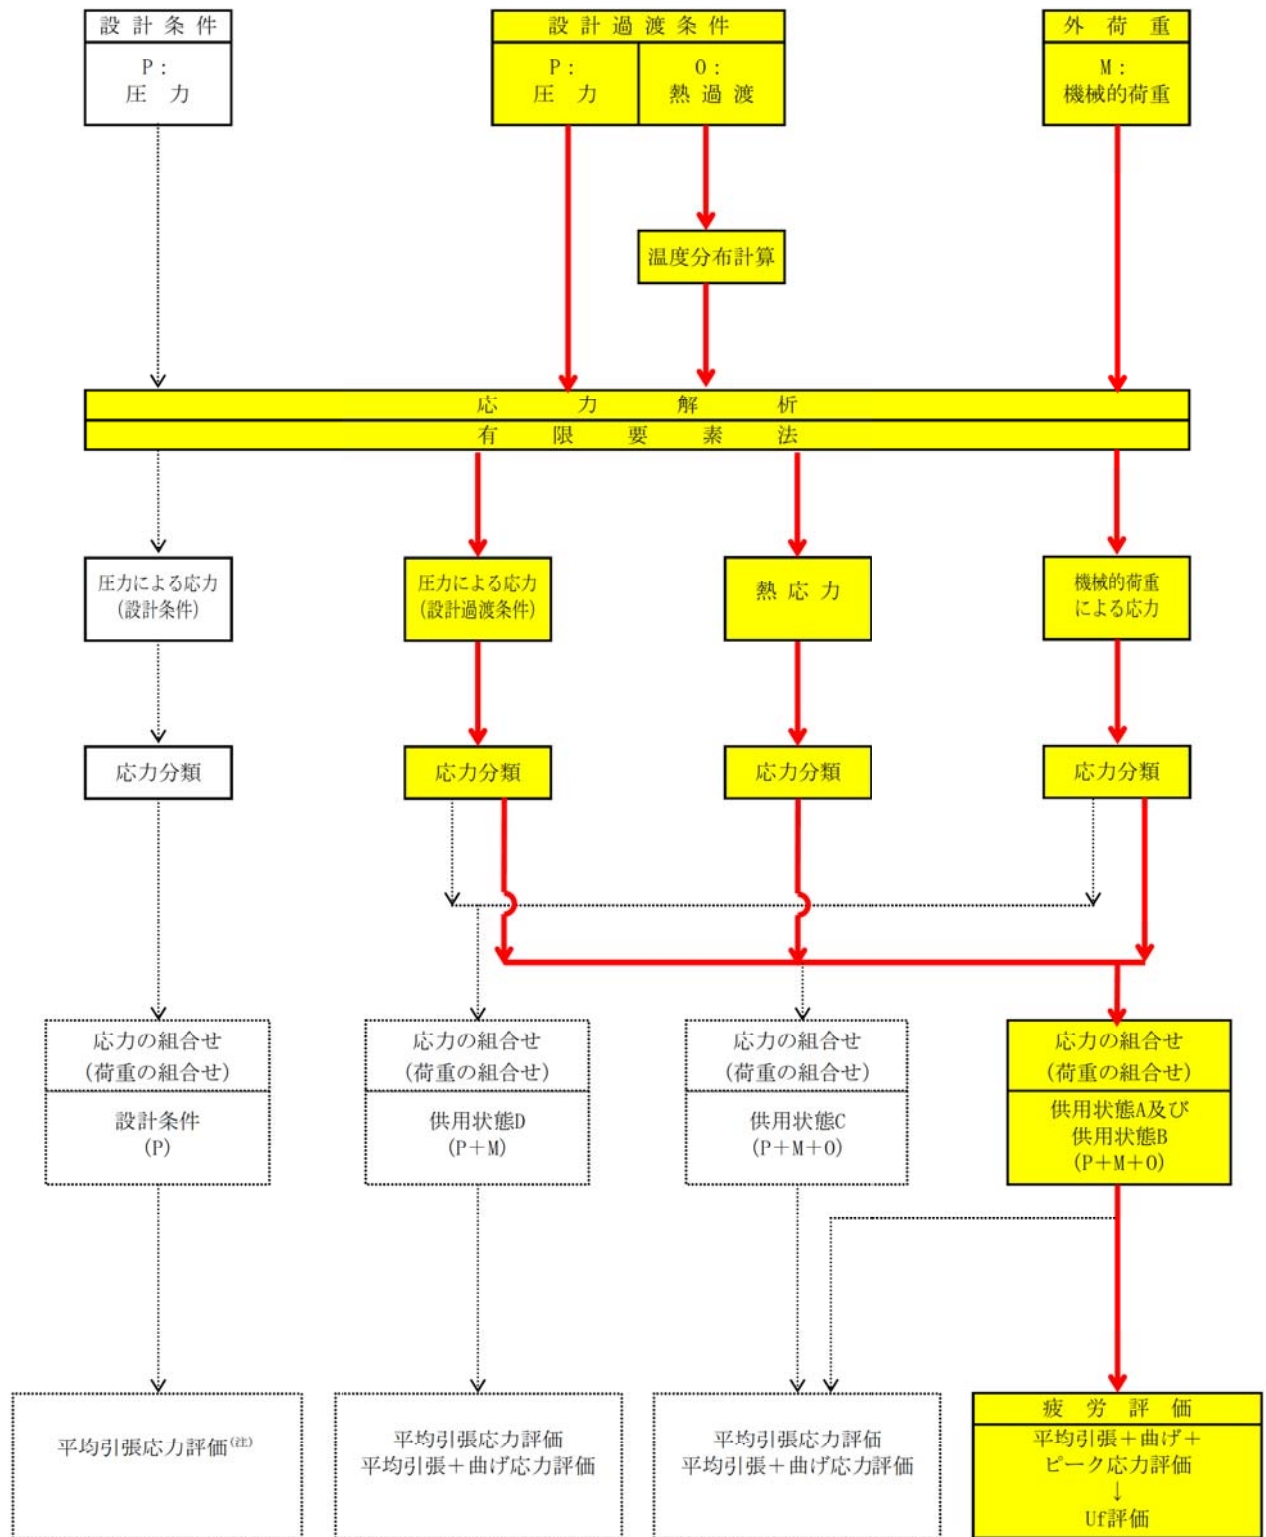 設計条件
P：
圧力
設計過渡条件
P：
圧力
O：
熱過渡
外荷重
M：
機械的荷重
温度分布計算
応力解析
有限要素法
圧力による応力
(設計条件)
圧力による応力
(設計過渡条件)
熱応力
機械的荷重
による応力
応力分類
応力分類
応力分類
応力分類
応力の組合せ
(荷重の組合せ)
設計条件
(P)
応力の組合せ
(荷重の組合せ)
供用状態D
(P＋M)
応力の組合せ
(荷重の組合せ)
供用状態C
(P＋M＋O)
応力の組合せ
(荷重の組合せ)
供用状態A及び
供用状態B
(P＋M＋O)
平均引張応力評価(注)
平均引張応力評価
平均引張＋曲げ応力評価
平均引張応力評価
平均引張＋曲げ応力評価
疲労評価
平均引張＋曲げ＋
ピーク応力評価
↓
Uf評価